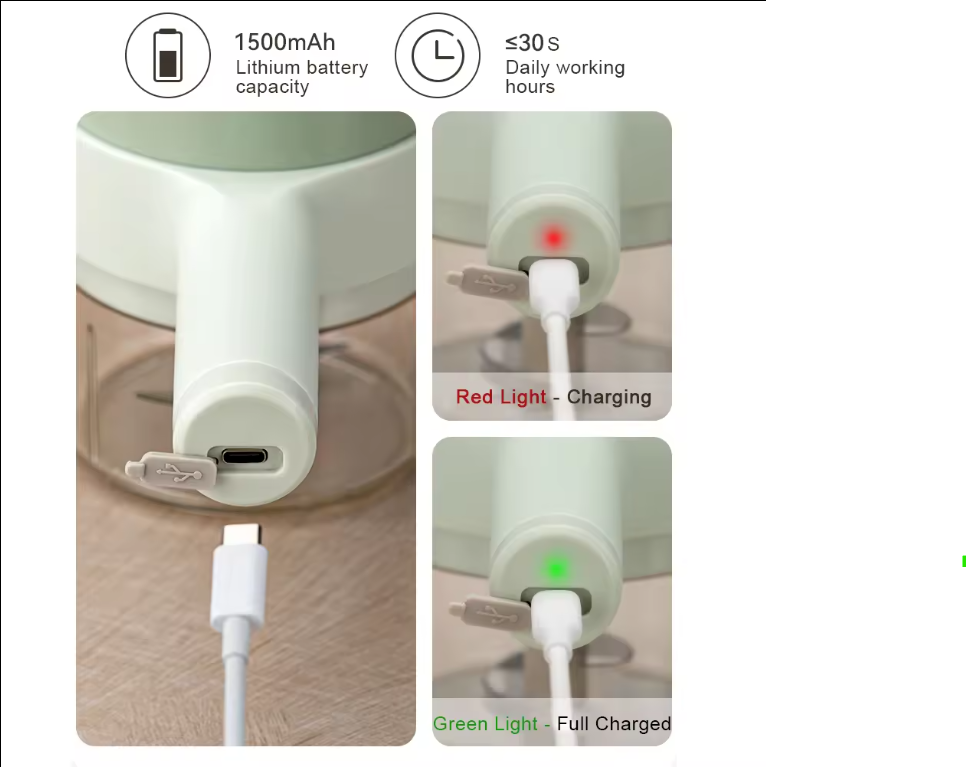 1500mAh
Lithium battery
capacity
≤30S
Daily working
hours
Red Light - Charging
Green Light - Full Charged